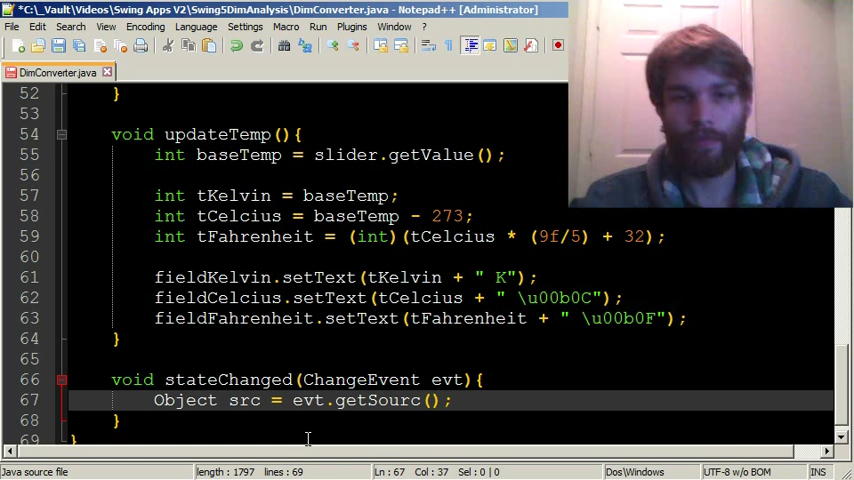 *C:\_Vault\Videos\Swing Apps V2\Swing5DimAnalysis\DimConverter.java - Notepad++ [Administrator]
File Edit Search View Encoding Language Settings Macro Run Plugins Window ?
DimConverter.java
52 }
53
54 void updateTemp(){
55 int baseTemp = slider.getValue();
56
57 int tKelvin = baseTemp;
58 int tCelcius = baseTemp - 273;
59 int tFahrenheit = (int)(tCelcius * (9f/5) + 32);
60
61 fieldKelvin.setText(tKelvin + " K");
62 fieldCelcius.setText(tCelcius + " \u00b0C");
63 fieldFahrenheit.setText(tFahrenheit + " \u00b0F");
64 }
65
66 void stateChanged(ChangeEvent evt){
67 Object src = evt.getSourc();
68 }
69 }
Java source file length : 1797 lines : 69 Ln : 67 Col : 37 Sel : 0 | 0 Dos\Windows UTF-8 w/o BOM INS